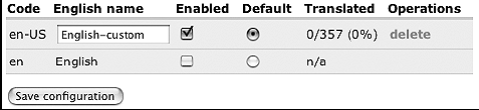 Code English name Enabled Default Translated Operations
en-US English-custom 0/357 (0%) delete
en English n/a
Save configuration